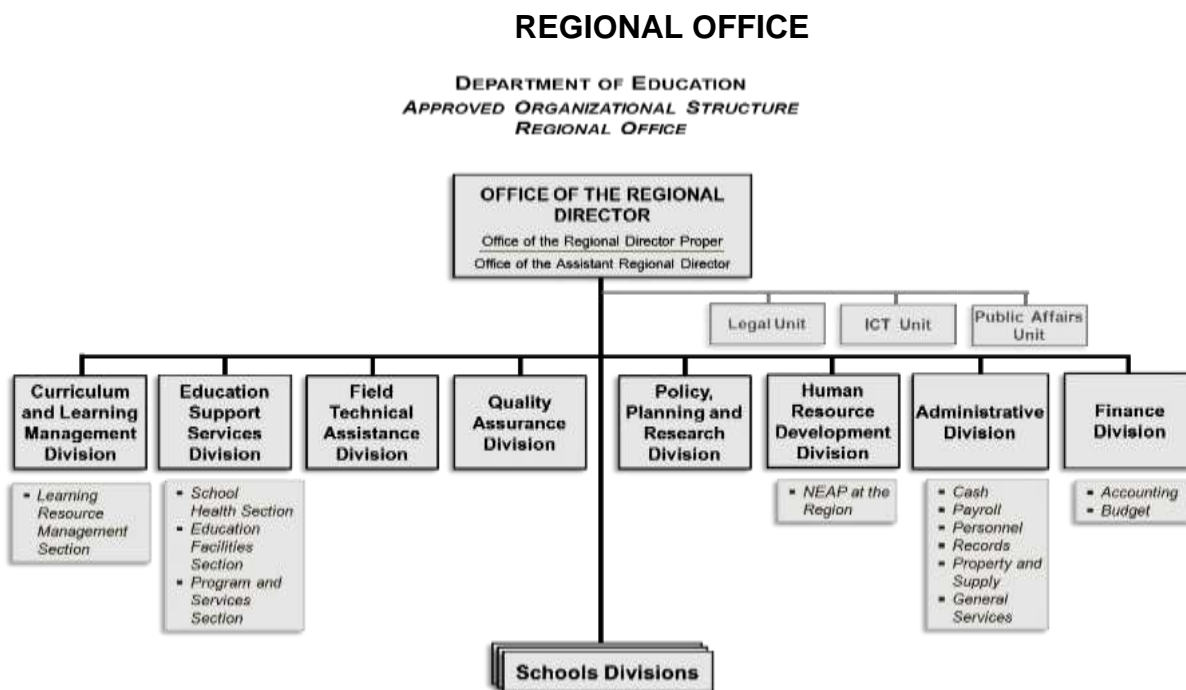 REGIONAL OFFICE
DEPARTMENT OF EDUCATION
APPROVED ORGANIZATIONAL STRUCTURE
REGIONAL OFFICE
OFFICE OF THE REGIONAL
DIRECTOR
Office of the Regional Director Proper
Office of the Assistant Regional Director
Legal Unit
ICT Unit
Public Affairs
Unit
Curriculum
and Learning
Management
Division
Education
Support
Services
Division
Field
Technical
Assistance
Division
Quality
Assurance
Division
Policy,
Planning and
Research
Division
Human
Resource
Development
Division
Administrative
Division
Finance
Division
▪ Learning
Resource
Management
Section
▪ School
Health Section
▪ Education
Facilities
Section
▪ Program and
Services
Section
▪ NEAP at the
Region
▪ Cash
▪ Payroll
▪ Personnel
▪ Records
▪ Property and
Supply
▪ General
Services
▪ Accounting
▪ Budget
Schools Divisions